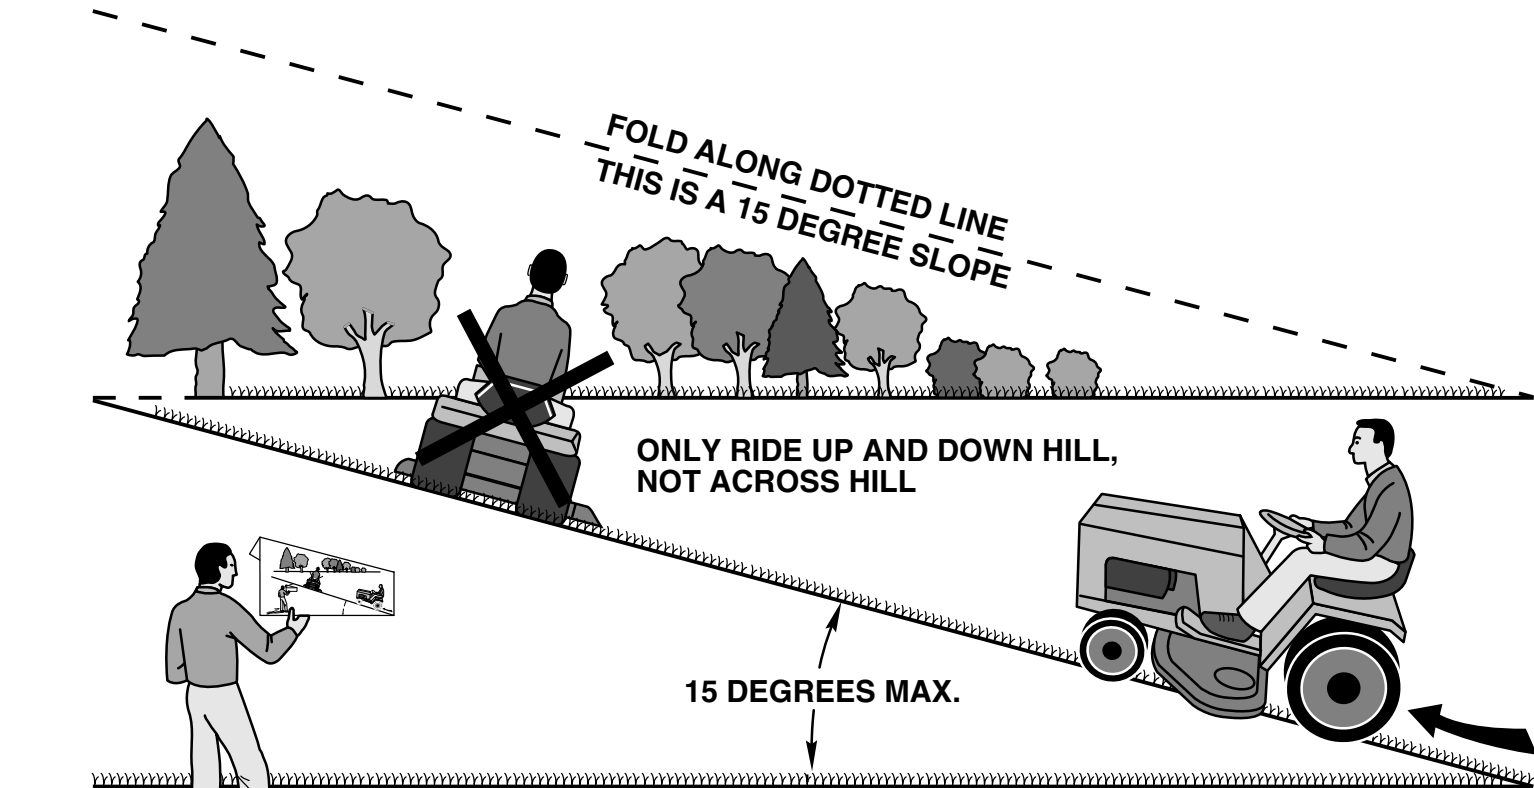 FOLD ALONG DOTTED LINE
THIS IS A 15 DEGREE SLOPE
ONLY RIDE UP AND DOWN HILL,
NOT ACROSS HILL
15 DEGREES MAX.